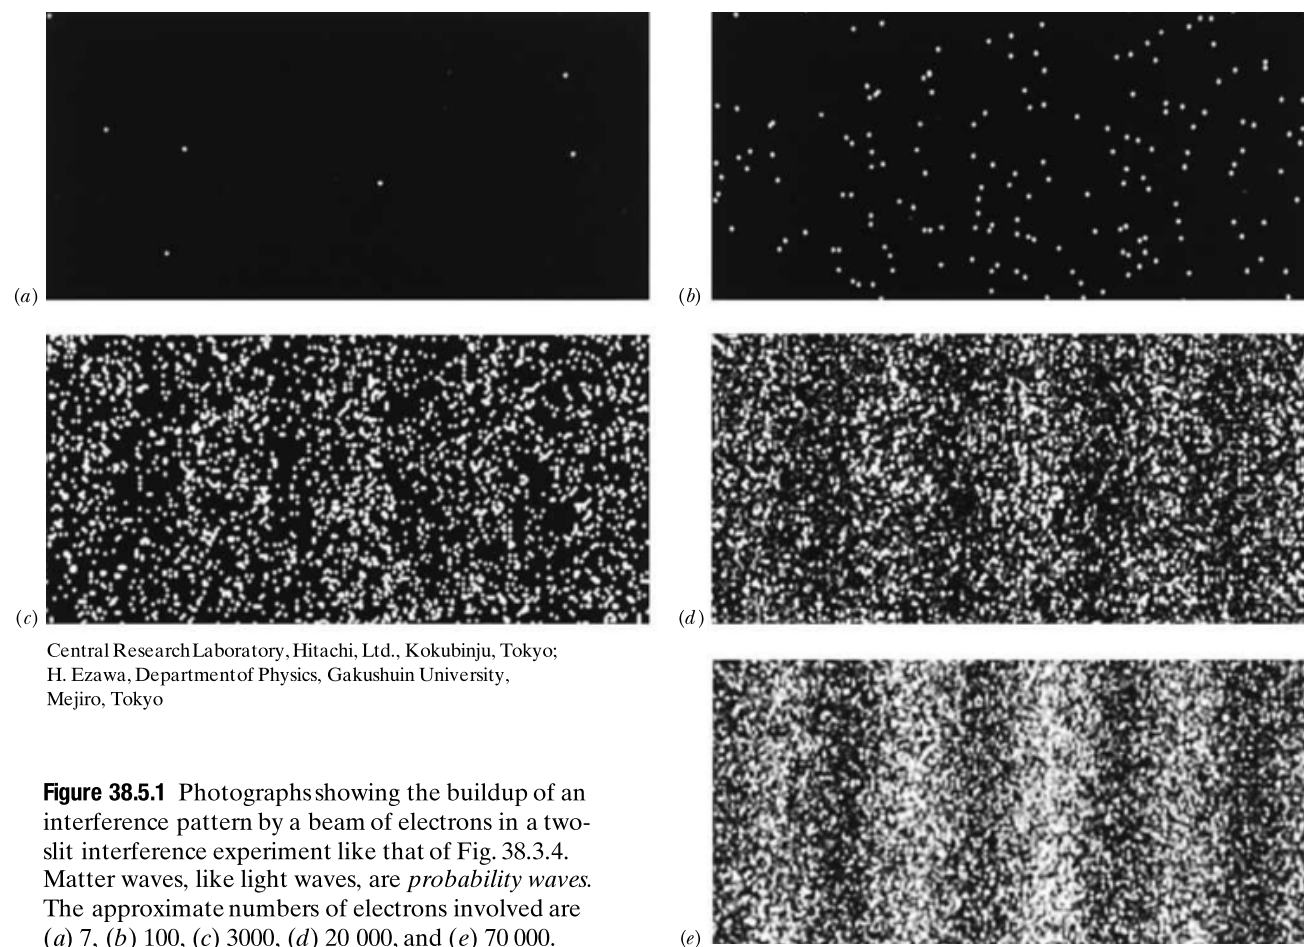 (a)
(b)
(c)
(d)
Central Research Laboratory, Hitachi, Ltd., Kokubinju, Tokyo;
H. Ezawa, Department of Physics, Gakushuin University,
Mejiro, Tokyo
Figure 38.5.1 Photographs showing the buildup of an
interference pattern by a beam of electrons in a two-
slit interference experiment like that of Fig. 38.3.4.
Matter waves, like light waves, are probability waves.
The approximate numbers of electrons involved are
(a) 7, (b) 100, (c) 3000, (d) 20 000, and (e) 70 000.
(e)